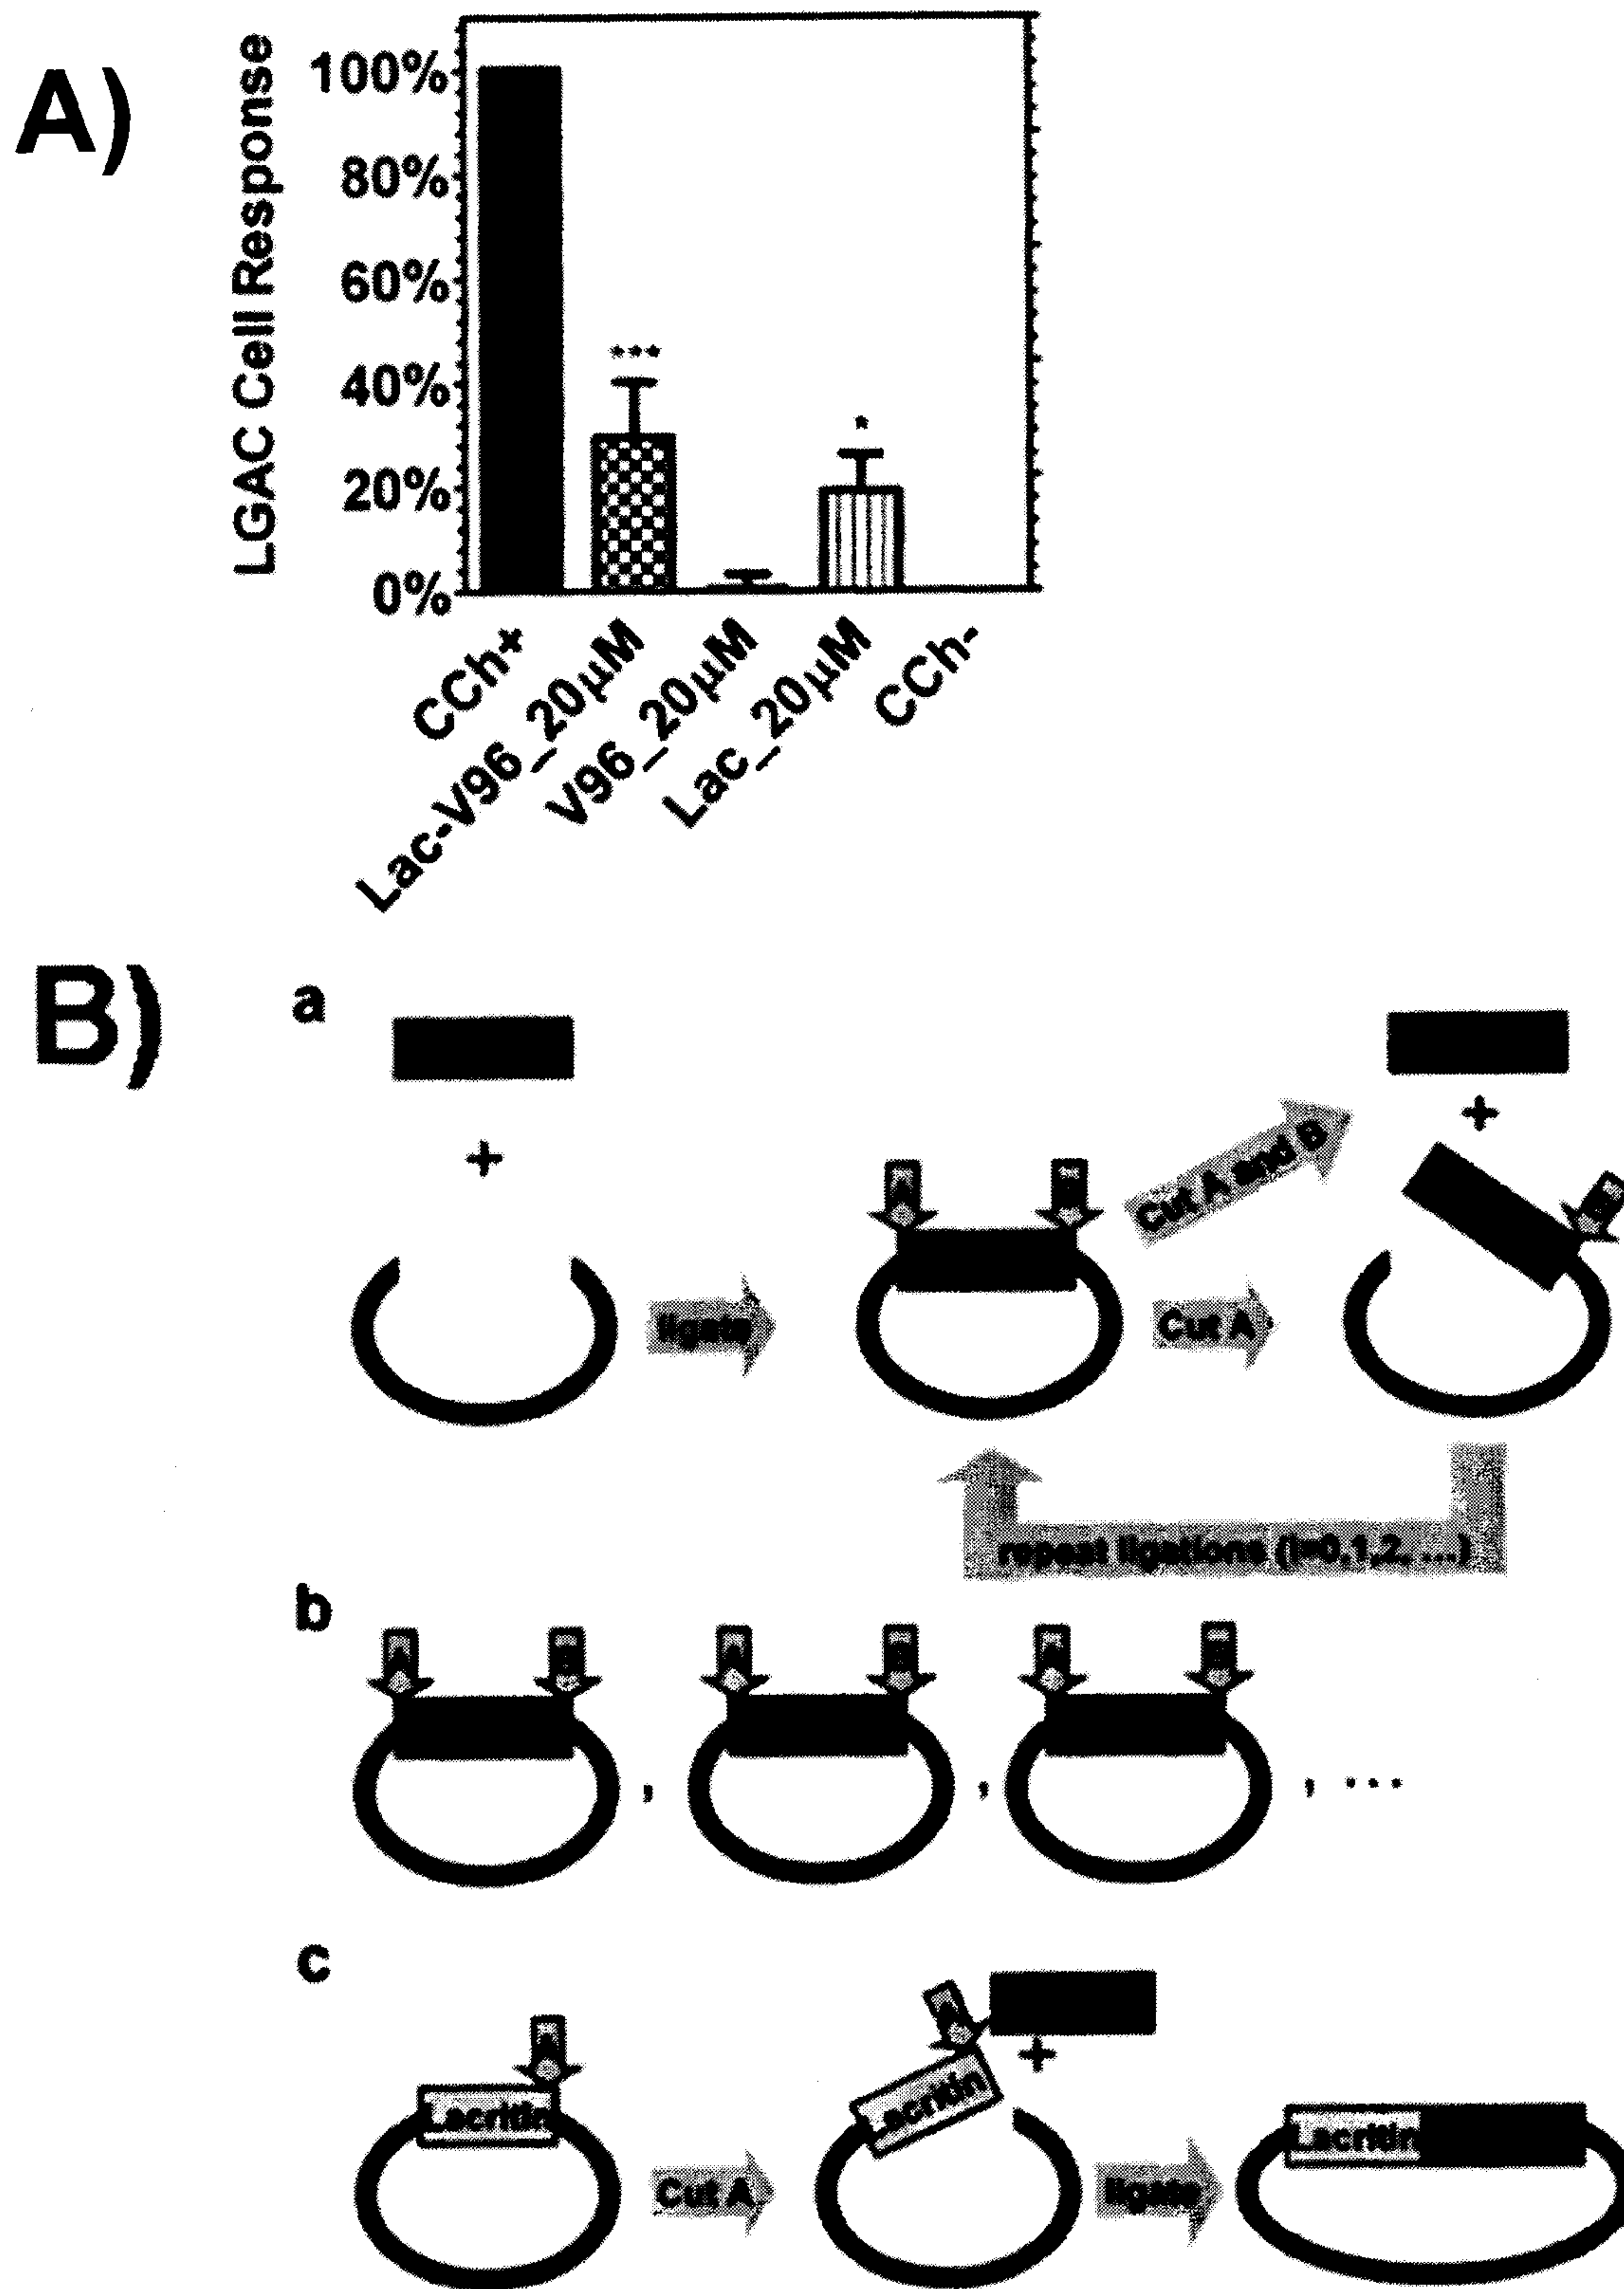 A)
LGAC Cell Response
100%
80%
60%
40%
20%
0%
***
*
CCh+
Lac-V96_20μM
V96_20μM
Lac_20μM
CCh-
B)
a
+
ligate
A
B
Cut A and B
Cut A
+
B
repeat ligations (i=0,1,2, ...)
b
A
B
,
A
B
,
A
B
, ...
c
A
Lacritin
Cut A
A
+
Lacritin
ligate
Lacritin